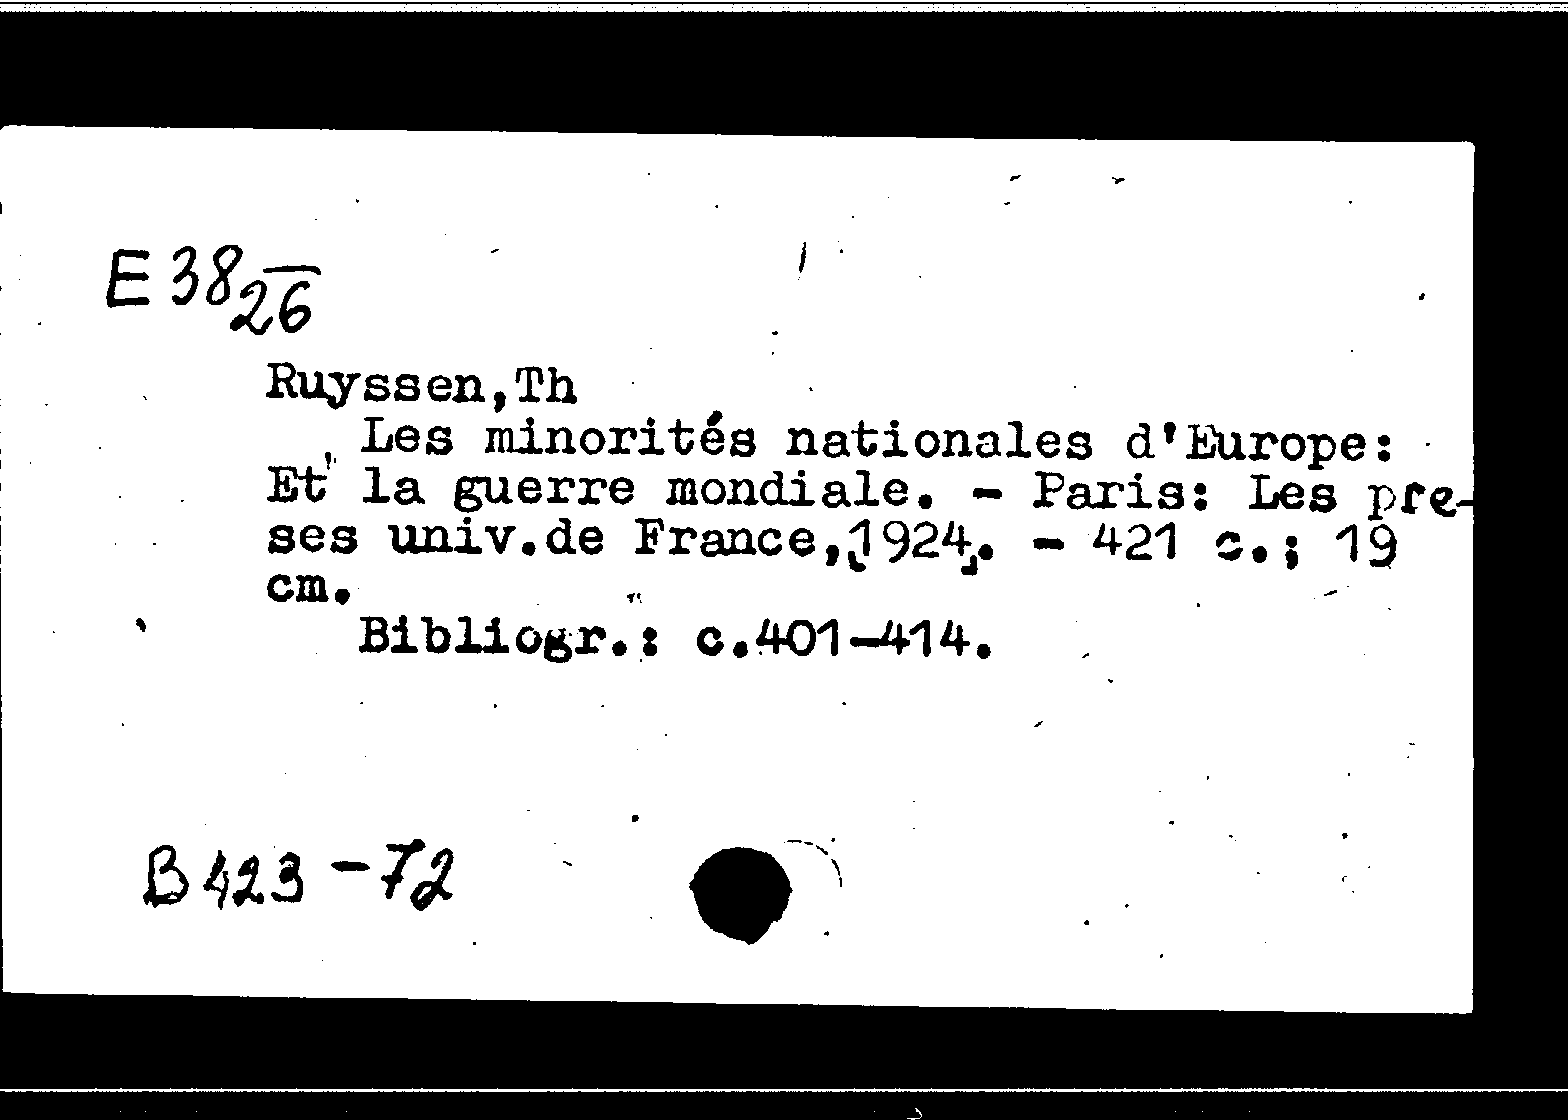 E 38
26
Ruyssen,Th
Les minorités nationales d'Europe:
Et la guerre mondiale. - Paris: Les pre-
ses univ.de France,[1924]. - 421 c.; 19
cm.
Bibliogr.: c.401-414.
B 423-72